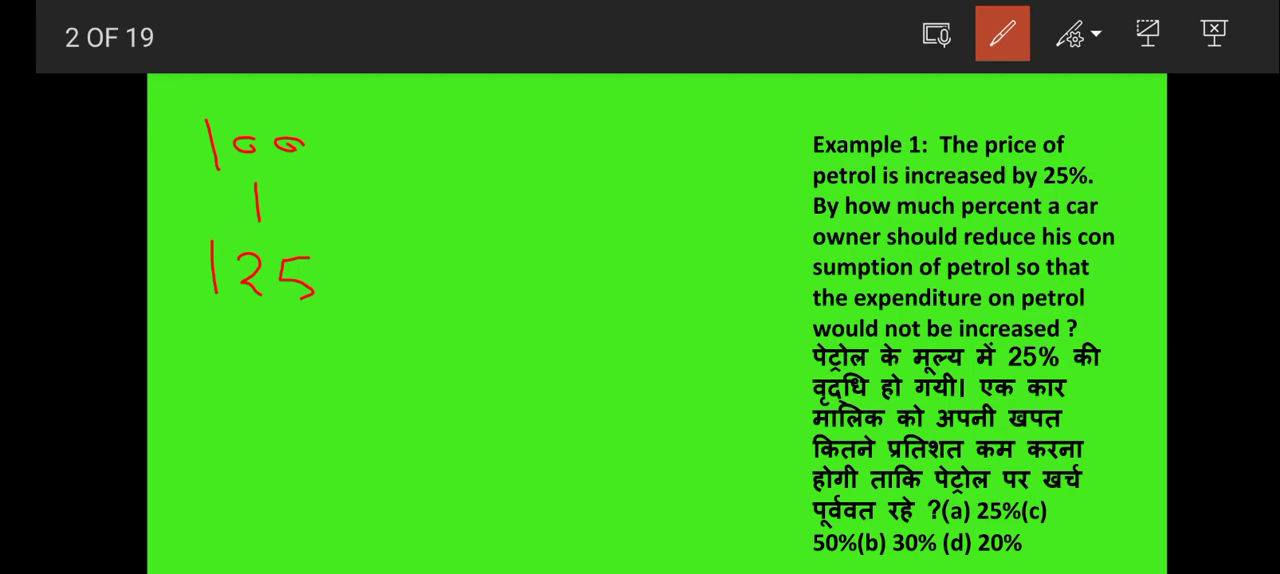 2 OF 19
100
1
125
Example 1: The price of
petrol is increased by 25%.
By how much percent a car
owner should reduce his con
sumption of petrol so that
the expenditure on petrol
would not be increased ?
पेट्रोल के मूल्य में 25% की
वृद्धि हो गयी। एक कार
मालिक को अपनी खपत
कितने प्रतिशत कम करना
होगी ताकि पेट्रोल पर खर्च
पूर्ववत रहे ?(a) 25%(c)
50%(b) 30% (d) 20%